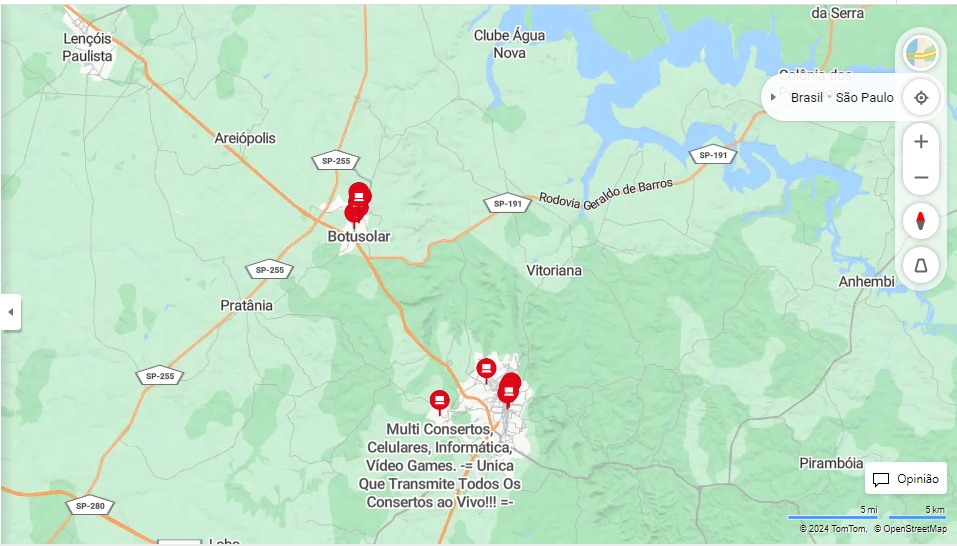 da Serra
Lençóis
Paulista
Clube Água
Nova
Colônia dos
Brasil • São Paulo
Areiópolis
SP-255
SP-191
SP-191
Rodovia Geraldo de Barros
Botusolar
SP-255
Vitoriana
Anhembi
Pratânia
SP-255
Multi Consertos,
Celulares, Informática,
Vídeo Games. -= Unica
Que Transmite Todos Os
Consertos ao Vivo!!! =-
Pirambóia
Opinião
SP-280
5 mi
5 km
© 2024 TomTom, © OpenStreetMap